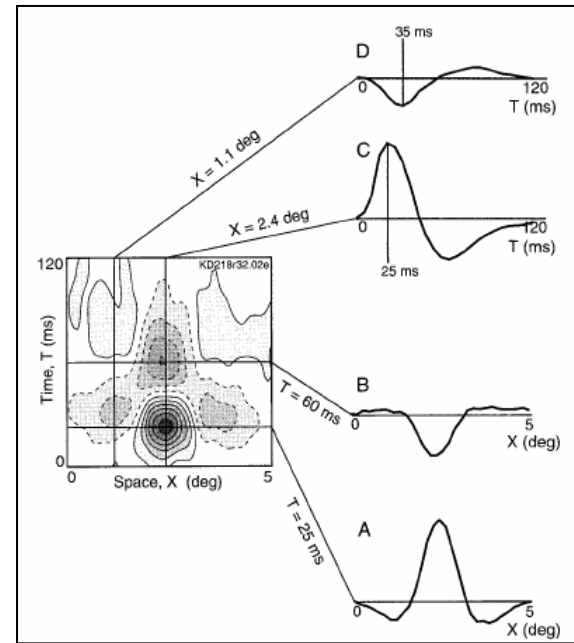 D
35 ms
0
120
T (ms)
X = 1.1 deg
C
0
120
T (ms)
25 ms
X = 2.4 deg
120
KD218r32.02e
Time, T (ms)
0
0
5
Space, X (deg)
T = 60 ms
B
0
5
X (deg)
T = 25 ms
A
0
5
X (deg)